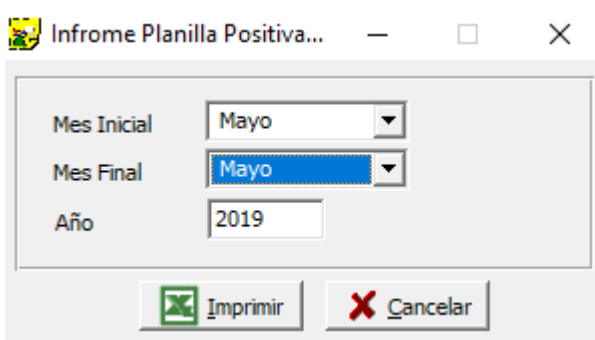 Infrome Planilla Positiva...
Mes Inicial Mayo
Mes Final Mayo
Año 2019
Imprimir Cancelar